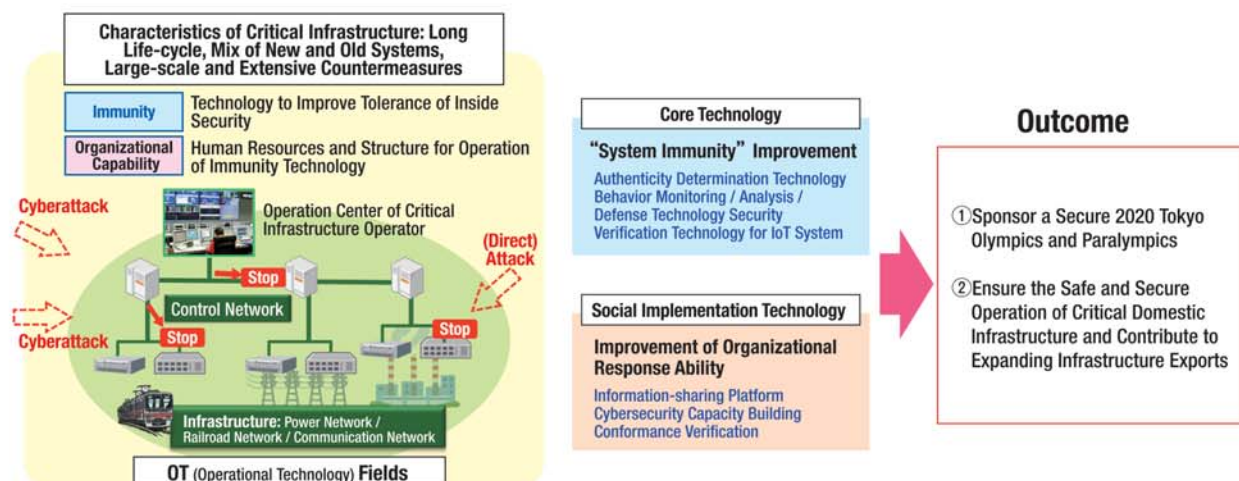 Characteristics of Critical Infrastructure: Long
Life-cycle, Mix of New and Old Systems,
Large-scale and Extensive Countermeasures
Immunity
Technology to Improve Tolerance of Inside
Security
Organizational
Capability
Human Resources and Structure for Operation
of Immunity Technology
Cyberattack
Operation Center of Critical
Infrastructure Operator
(Direct)
Attack
Stop
Control Network
Stop
Stop
Cyberattack
Infrastructure: Power Network /
Railroad Network / Communication Network
OT (Operational Technology) Fields
Core Technology
“System Immunity” Improvement
Authenticity Determination Technology
Behavior Monitoring / Analysis /
Defense Technology Security
Verification Technology for IoT System
Social Implementation Technology
Improvement of Organizational
Response Ability
Information-sharing Platform
Cybersecurity Capacity Building
Conformance Verification
Outcome
①Sponsor a Secure 2020 Tokyo
Olympics and Paralympics
②Ensure the Safe and Secure
Operation of Critical Domestic
Infrastructure and Contribute to
Expanding Infrastructure Exports